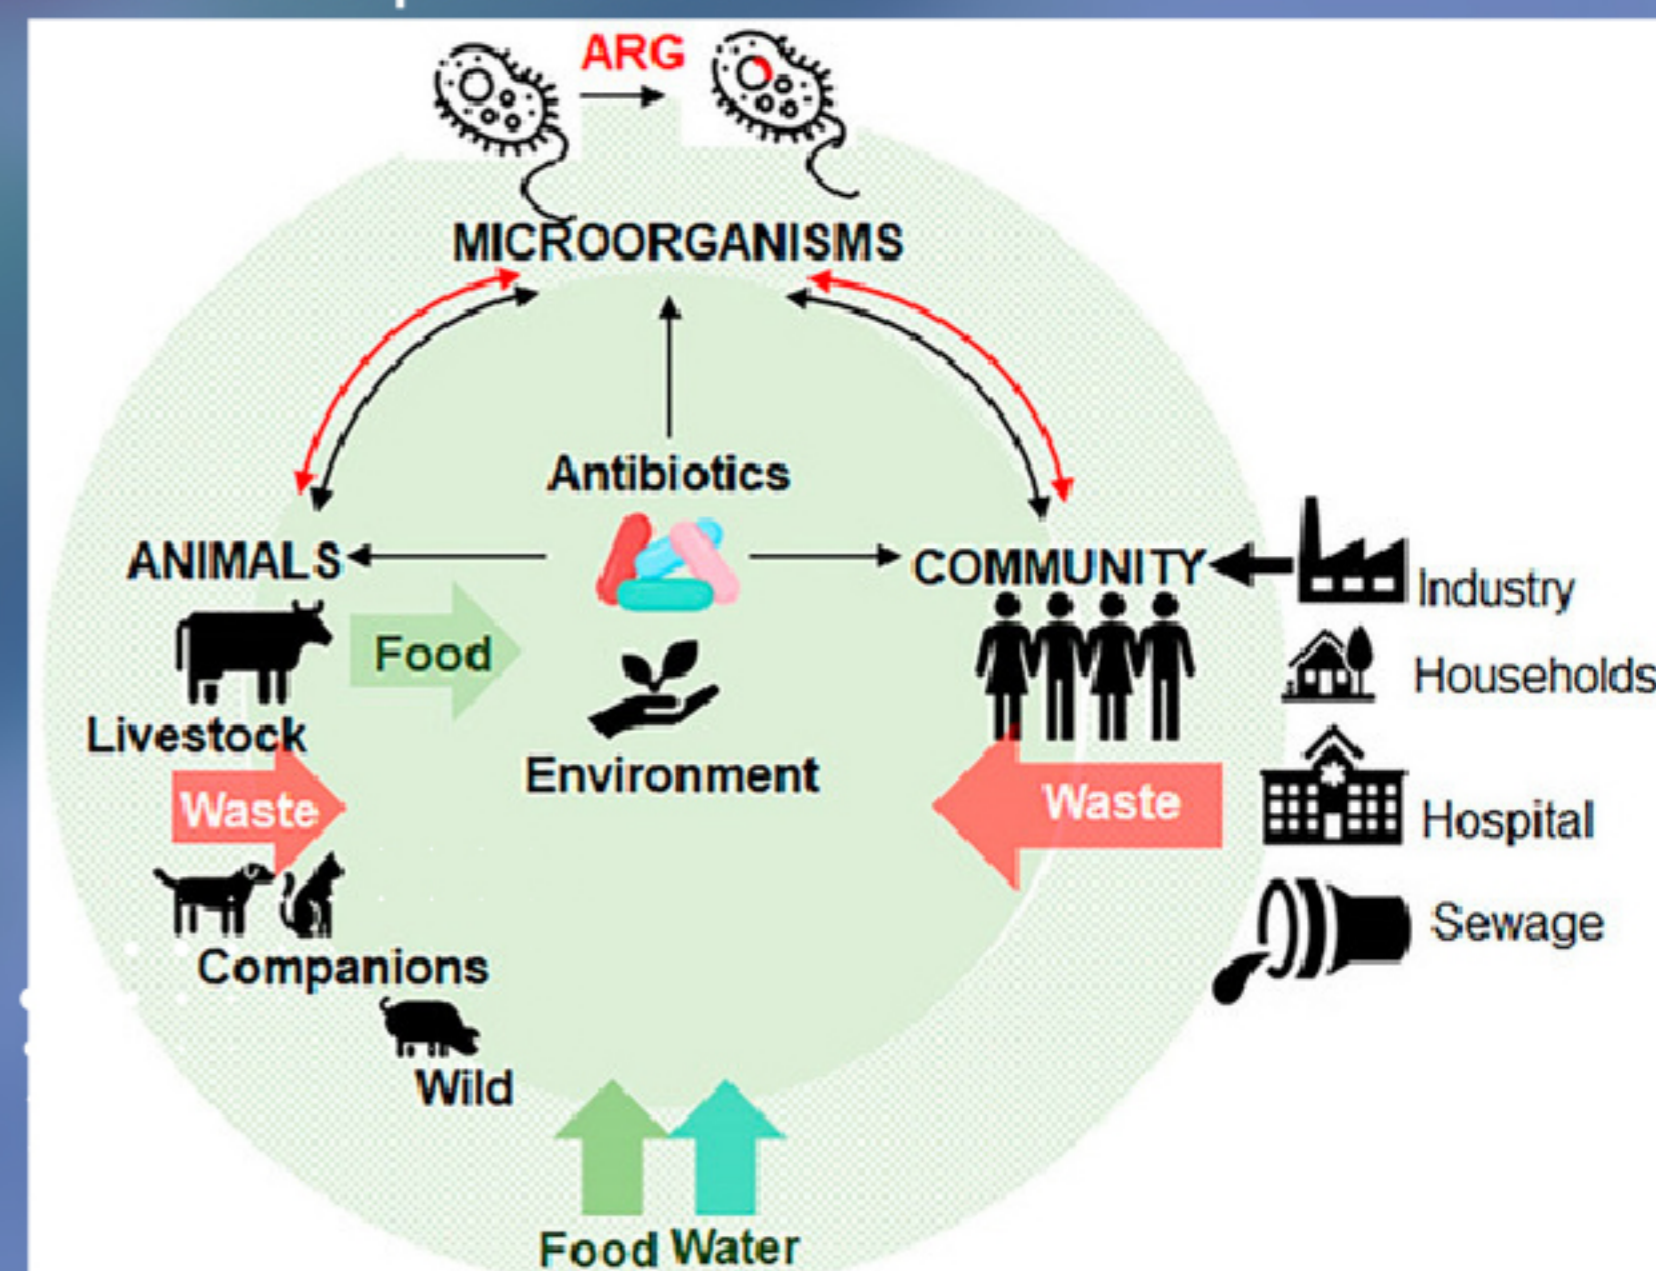 ARG
MICROORGANISMS
Antibiotics
ANIMALS
COMMUNITY
Industry
Food
Households
Livestock
Environment
Waste
Waste
Hospital
Sewage
Companions
Wild
Food Water